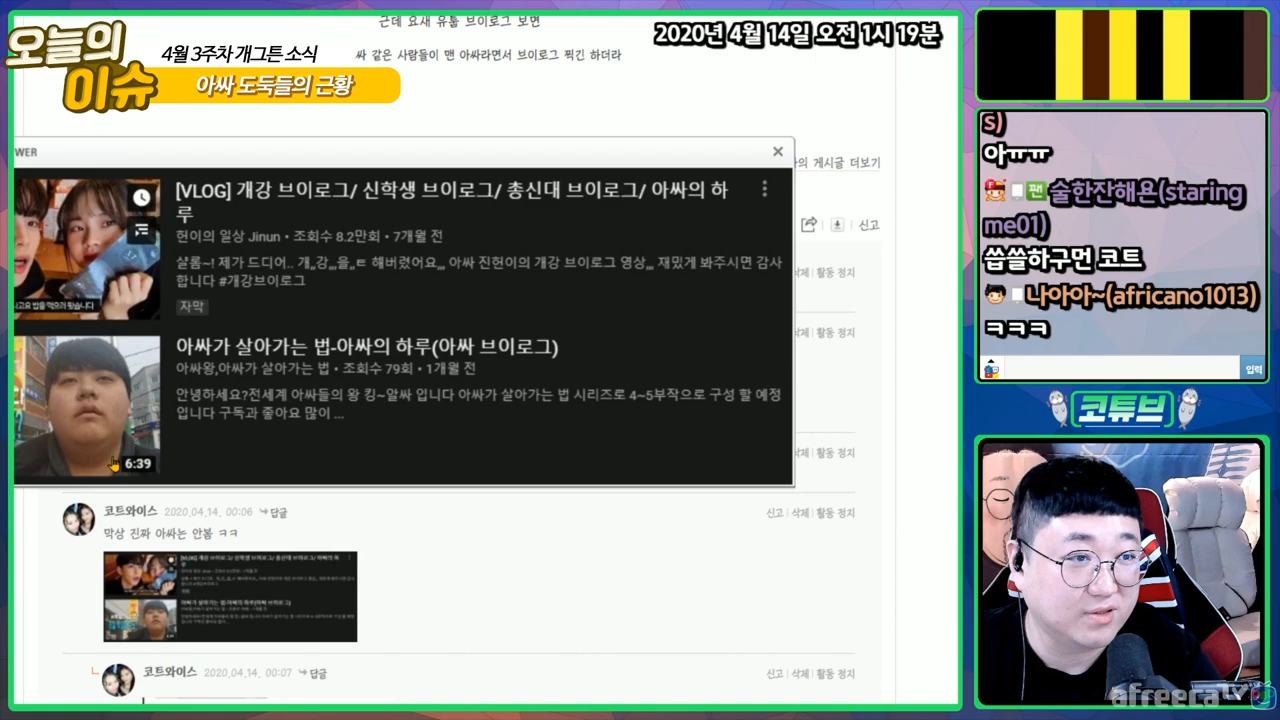 오늘의
이슈
4월 3주차 개그튼 소식
아싸 도둑들의 근황
근데 요새 유튭 브이로그 보면
싸 같은 사람들이 맨 아싸라면서 브이로그 찍긴 하더라
2020년 4월 14일 오전 1시 19분
WER
의 게시글 더보기
[VLOG] 개강 브이로그/ 신학생 브이로그/ 총신대 브이로그/ 아싸의 하
루
헌이의 일상 Jinun • 조회수 8.2만회 • 7개월 전
샬롬~! 제가 드디어.. 개,,강,,,을,,ㄷ 해버렸어요,,, 아싸 진헌이의 개강 브이로그 영상,,, 재밌게 봐주시면 감사
합니다 #개강브이로그
자막
신고
삭제 | 활동 정지
삭제 | 활동 정지
아싸가 살아가는 법-아싸의 하루(아싸 브이로그)
아싸왕,아싸가 살아가는 법 • 조회수 79회 • 1개월 전
안녕하세요?전세계 아싸들의 왕 킹~알싸 입니다 아싸가 살아가는 법 시리즈로 4~5부작으로 구성 할 예정
입니다 구독과 좋아요 많이 ...
6:39
삭제 | 활동 정지
코트와이스 2020.04.14. 00:06 답글
신고 | 삭제 | 활동 정지
막상 진짜 아싸는 안봄 ㅋㅋ
코트와이스 2020.04.14. 00:07 답글
신고 | 삭제 | 활동 정지
s)
아ㅠㅠ
팬 술한잔해욘(staring
me01)
씁쓸하구먼 코트
나아아~(africano1013)
ㅋㅋㅋ
입력
코튜브
afreecaTV